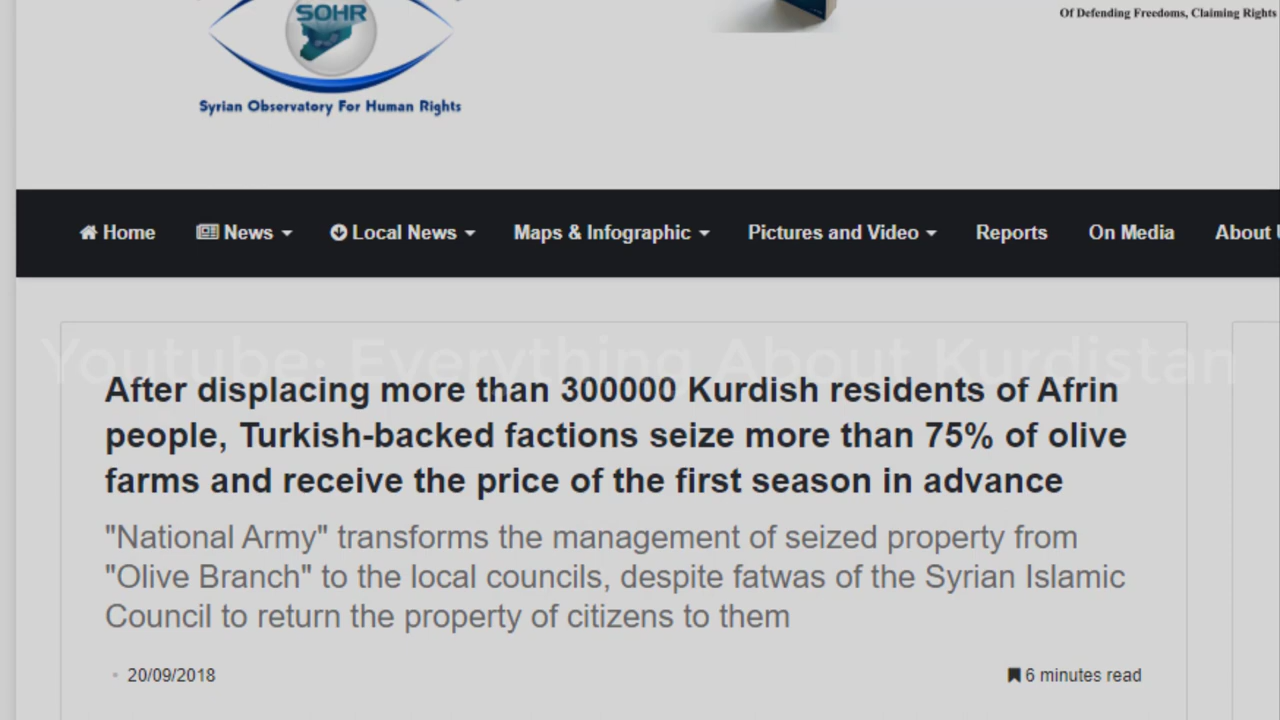 SOHR
Of Defending Freedoms, Claiming Rights
Syrian Observatory For Human Rights
Home News Local News Maps & Infographic Pictures and Video Reports On Media About
Youtube: Everything About Kurdistan
After displacing more than 300000 Kurdish residents of Afrin
people, Turkish-backed factions seize more than 75% of olive
farms and receive the price of the first season in advance
"National Army" transforms the management of seized property from
"Olive Branch" to the local councils, despite fatwas of the Syrian Islamic
Council to return the property of citizens to them
20/09/2018 6 minutes read